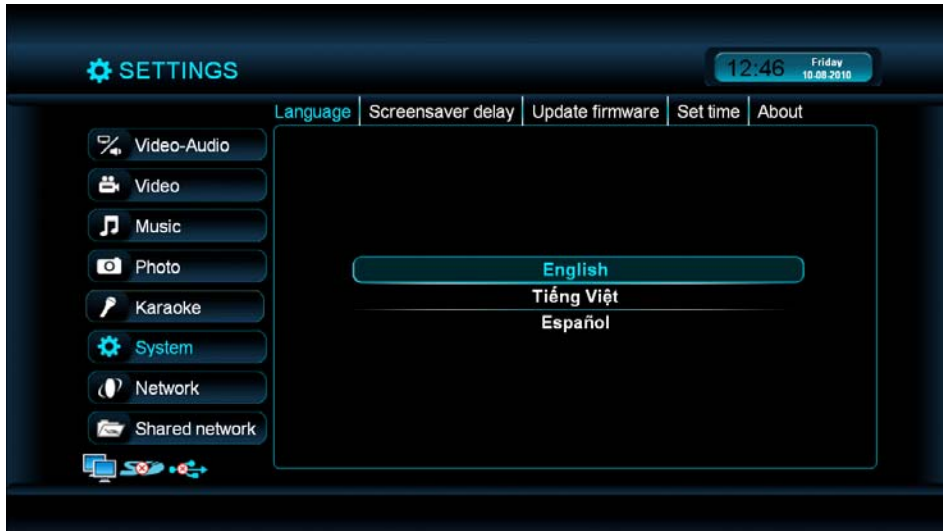 SETTINGS
12:46 Friday
10-08-2010
Language Screensaver delay Update firmware Set time About
Video-Audio
Video
Music
Photo
Karaoke
System
Network
Shared network
English
Tiếng Việt
Español